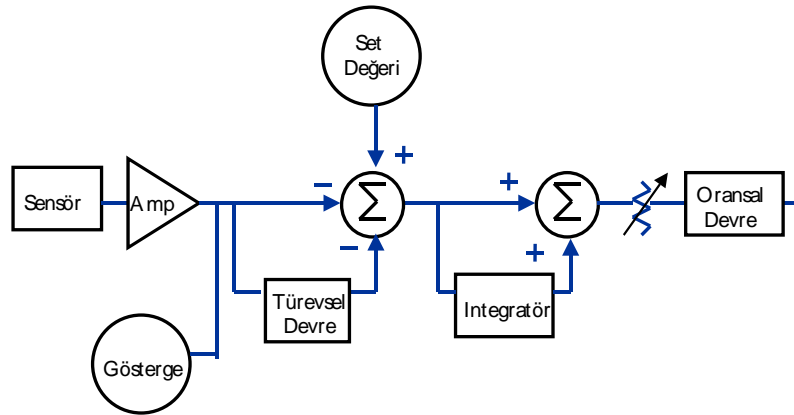 Set
Değeri
+
−
Σ
−
Sensör
Amp
+
Σ
+
Oransal
Devre
Türevsel
Devre
Integratör
Gösterge